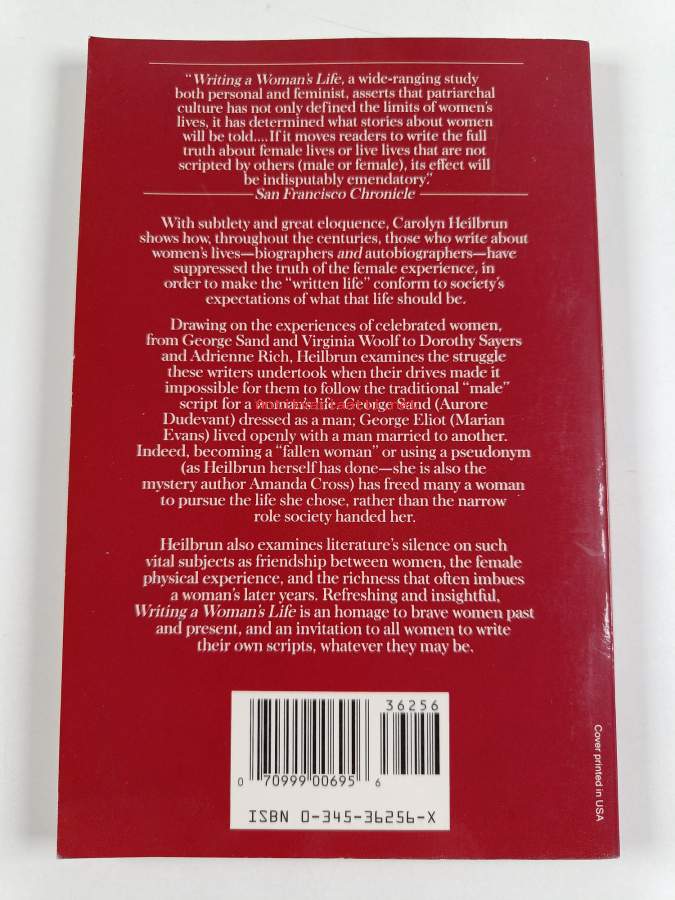 “Writing a Woman's Life, a wide-ranging study
both personal and feminist, asserts that patriarchal
culture has not only defined the limits of women's
lives, it has determined what stories about women
will be told....If it moves readers to write the full
truth about female lives or live lives that are not
scripted by others (male or female), its effect will
be indisputably emendatory.”
San Francisco Chronicle
With subtlety and great eloquence, Carolyn Heilbrun
shows how, throughout the centuries, those who write about
women's lives—biographers and autobiographers—have
suppressed the truth of the female experience, in
order to make the “written life” conform to society's
expectations of what that life should be.
Drawing on the experiences of celebrated women,
from George Sand and Virginia Woolf to Dorothy Sayers
and Adrienne Rich, Heilbrun examines the struggle
these writers undertook when their drives made it
impossible for them to follow the traditional “male”
script for a woman's life. George Sand (Aurore
Dudevant) dressed as a man; George Eliot (Marian
Evans) lived openly with a man married to another.
Indeed, becoming a “fallen woman” or using a pseudonym
(as Heilbrun herself has done—she is also the
mystery author Amanda Cross) has freed many a woman
to pursue the life she chose, rather than the narrow
role society handed her.
Heilbrun also examines literature's silence on such
vital subjects as friendship between women, the female
physical experience, and the richness that often imbues
a woman's later years. Refreshing and insightful,
Writing a Woman's Life is an homage to brave women past
and present, and an invitation to all women to write
their own scripts, whatever they may be.
36256
0 70999 00695 6
ISBN 0-345-36256-X
Cover printed in USA